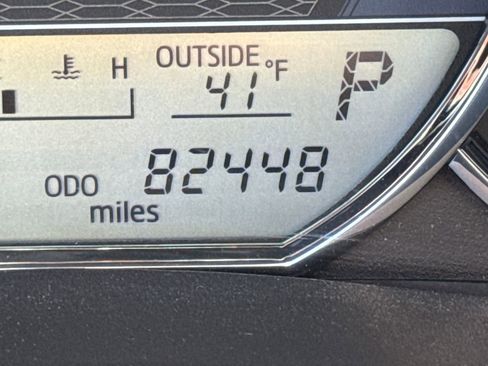 H
OUTSIDE
41 °F
P
ODO 82448
miles